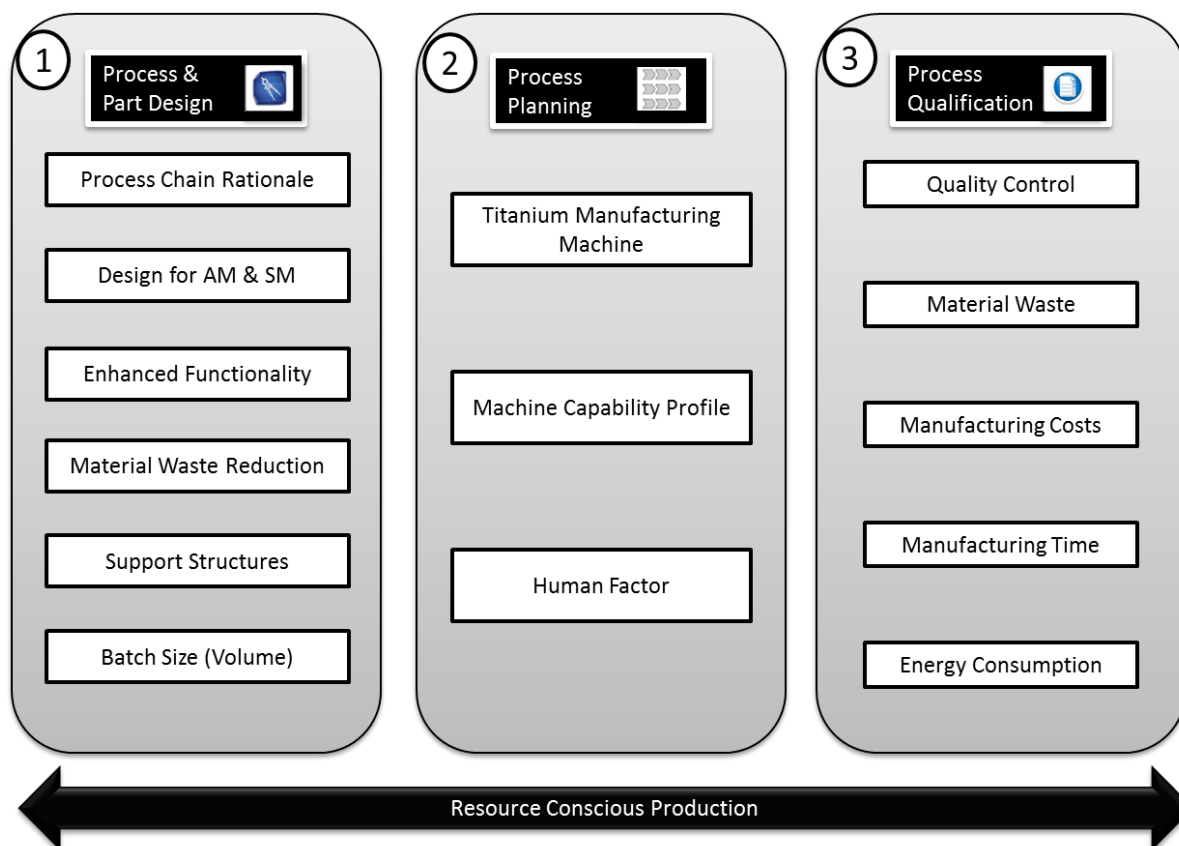 1
Process &
Part Design
Process Chain Rationale
Design for AM & SM
Enhanced Functionality
Material Waste Reduction
Support Structures
Batch Size (Volume)
2
Process
Planning
Titanium Manufacturing
Machine
Machine Capability Profile
Human Factor
3
Process
Qualification
Quality Control
Material Waste
Manufacturing Costs
Manufacturing Time
Energy Consumption
Resource Conscious Production